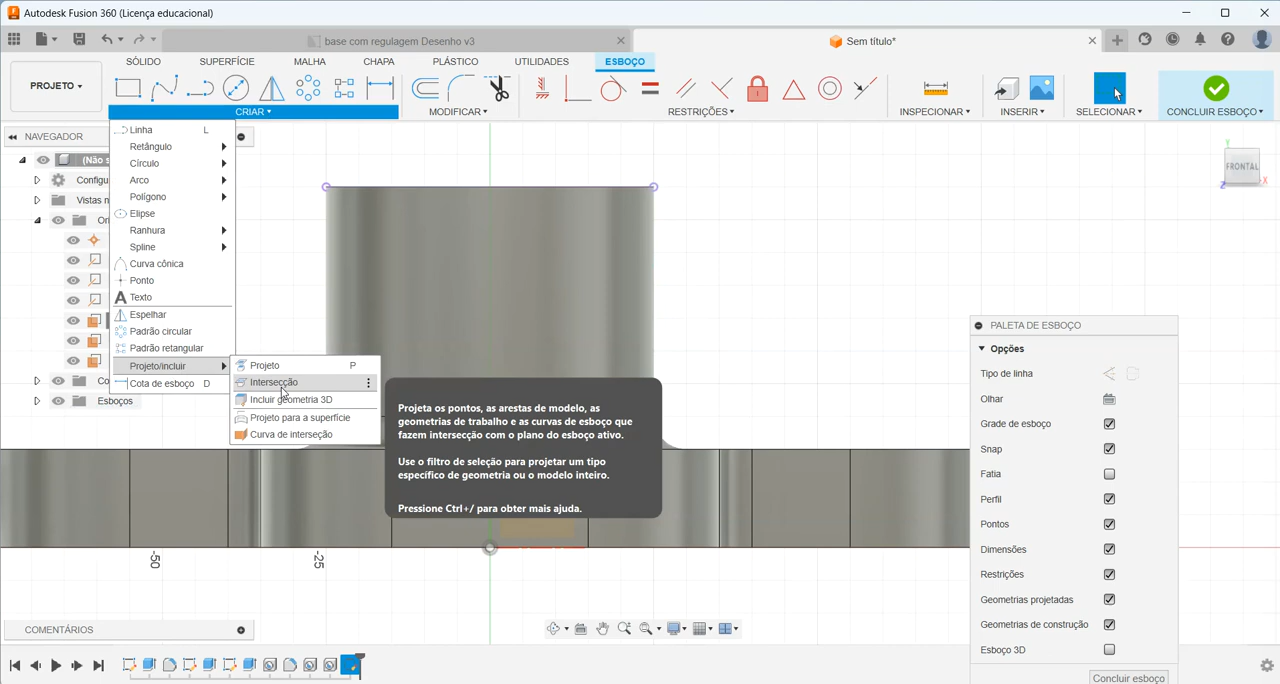 Autodesk Fusion 360 (Licença educacional)
base com regulagem Desenho v3
Sem título*
PROJETO
SÓLIDO
SUPERFÍCIE
MALHA
CHAPA
PLÁSTICO
UTILIDADES
ESBOÇO
CRIAR
MODIFICAR
RESTRIÇÕES
INSPECIONAR
INSERIR
SELECIONAR
CONCLUIR ESBOÇO
NAVEGADOR
(Não s
Configu
Vistas n
Ori
Co
Esboços
Linha L
Retângulo
Círculo
Arco
Polígono
Elipse
Ranhura
Spline
Curva cônica
Ponto
Texto
Espelhar
Padrão circular
Padrão retangular
Projeto/incluir
Cota de esboço D
Projeto P
Intersecção
Incluir geometria 3D
Projeto para a superfície
Curva de interseção
Projeta os pontos, as arestas de modelo, as
geometrias de trabalho e as curvas de esboço que
fazem intersecção com o plano do esboço ativo.
Use o filtro de seleção para projetar um tipo
específico de geometria ou o modelo inteiro.
Pressione Ctrl+/ para obter mais ajuda.
-50
-25
Y
FRONTAL
Z
X
PALETA DE ESBOÇO
Opções
Tipo de linha
Olhar
Grade de esboço
Snap
Fatia
Perfil
Pontos
Dimensões
Restrições
Geometrias projetadas
Geometrias de construção
Esboço 3D
Concluir esboço
COMENTÁRIOS